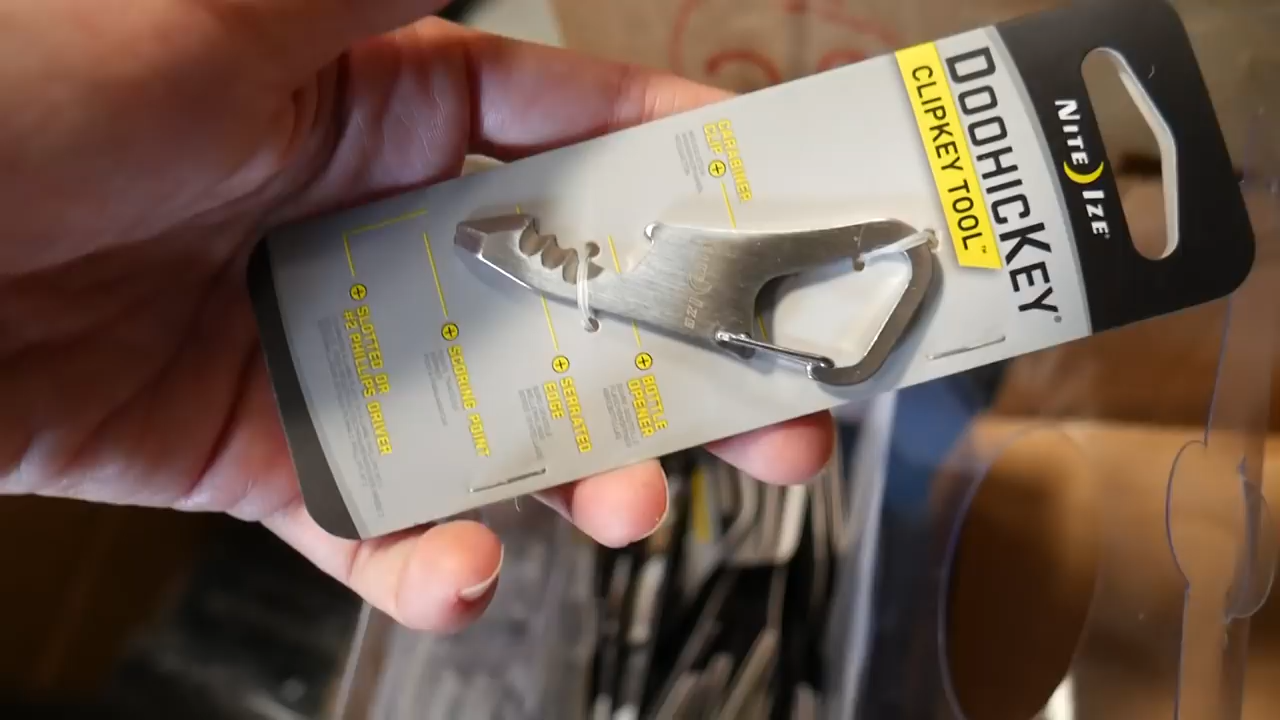 NITE IZE®
DOOHICKEY®
CLIPKEY TOOL™
CARABINER
CLIP
BOTTLE
OPENER
SERRATED
EDGE
SCORING POINT
SLOTTED OR
#2 PHILLIPS DRIVER